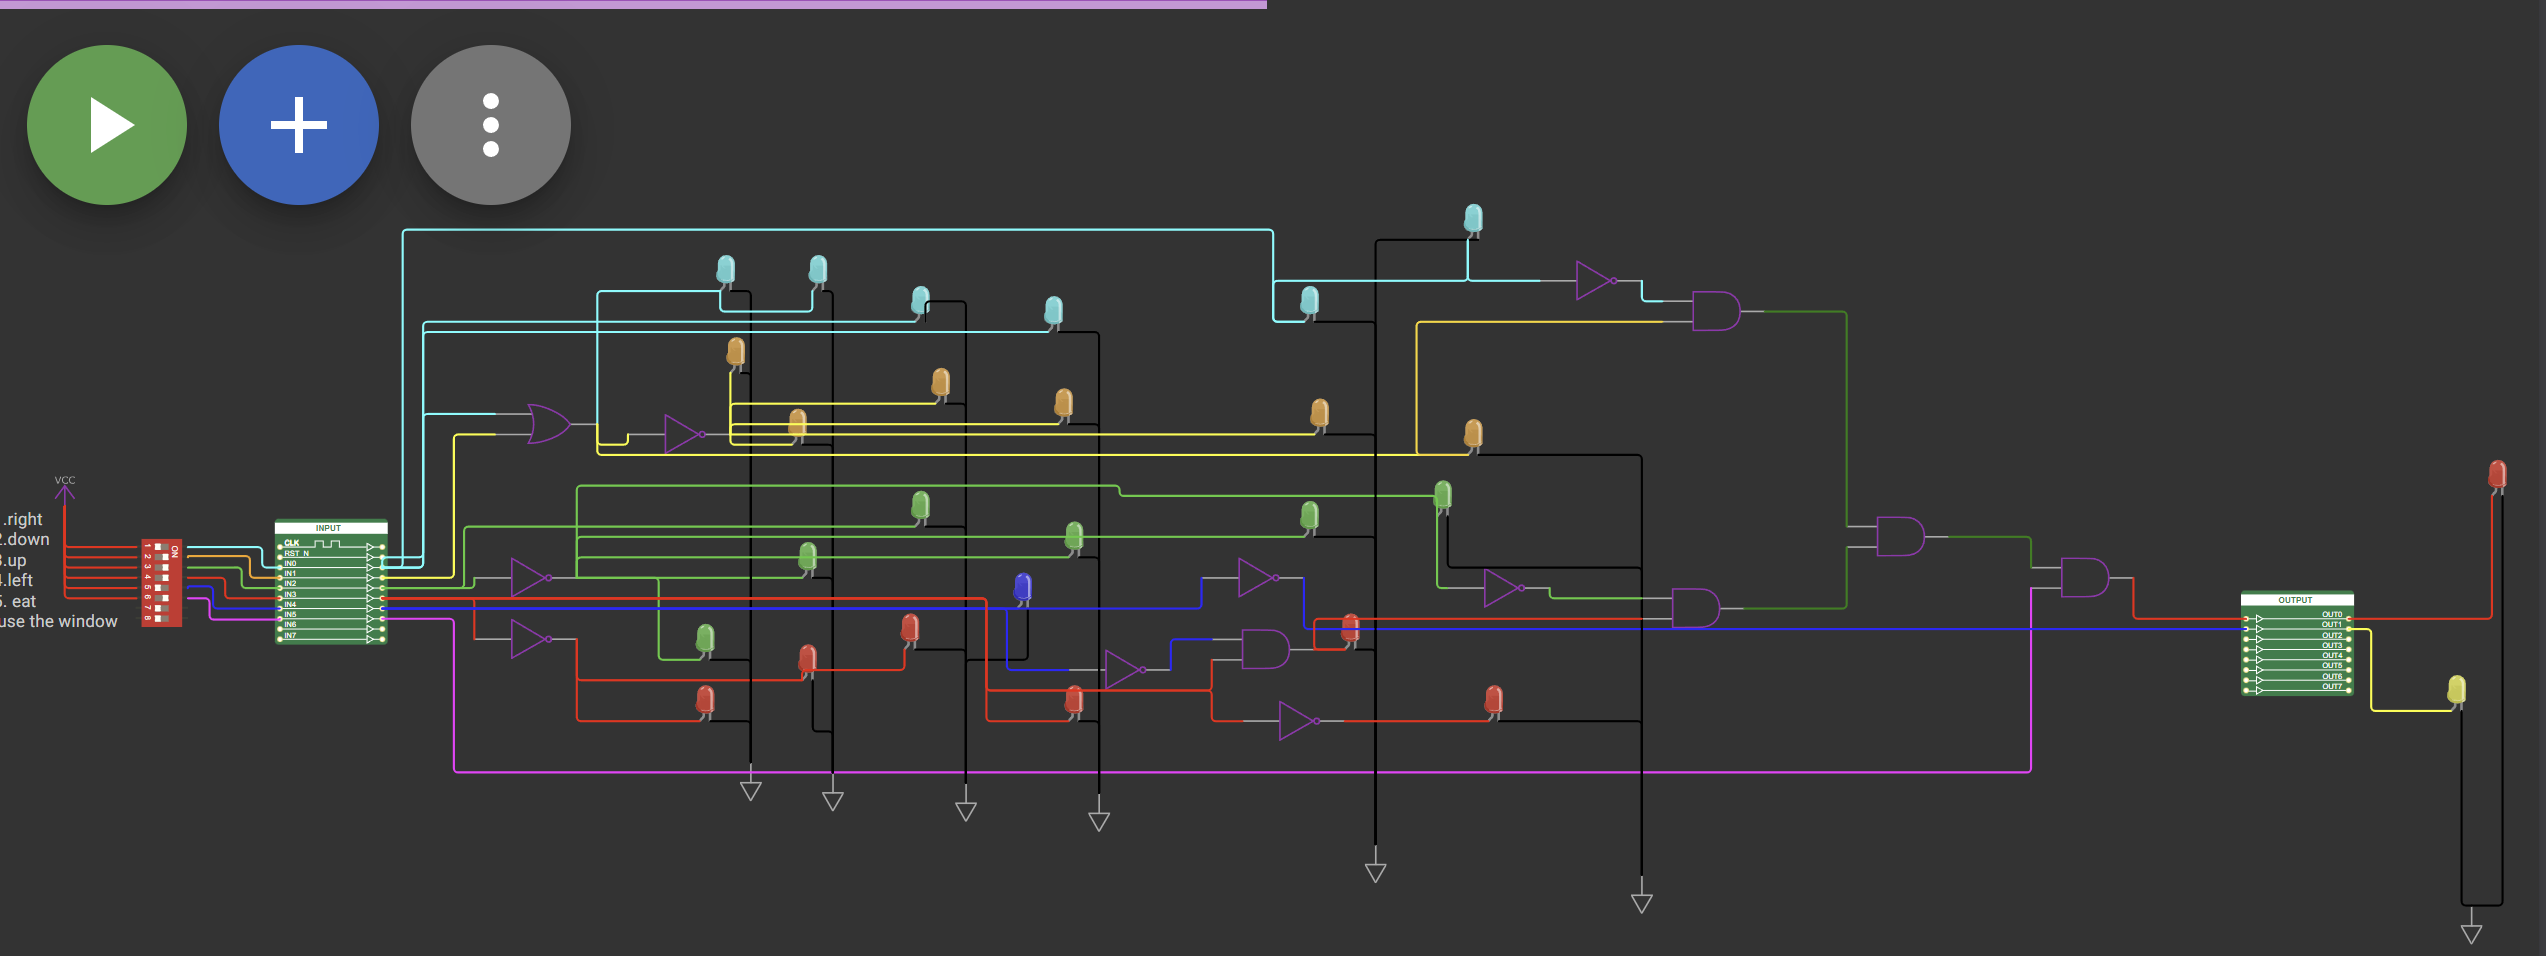 VCC
.right
2.down
3.up
4.left
5. eat
use the window
1
2
3
4
5
6
7
8
ON
INPUT
CLK
RST_N
IN0
IN1
IN2
IN3
IN4
IN5
IN6
IN7
OUTPUT
OUT0
OUT1
OUT2
OUT3
OUT4
OUT5
OUT6
OUT7